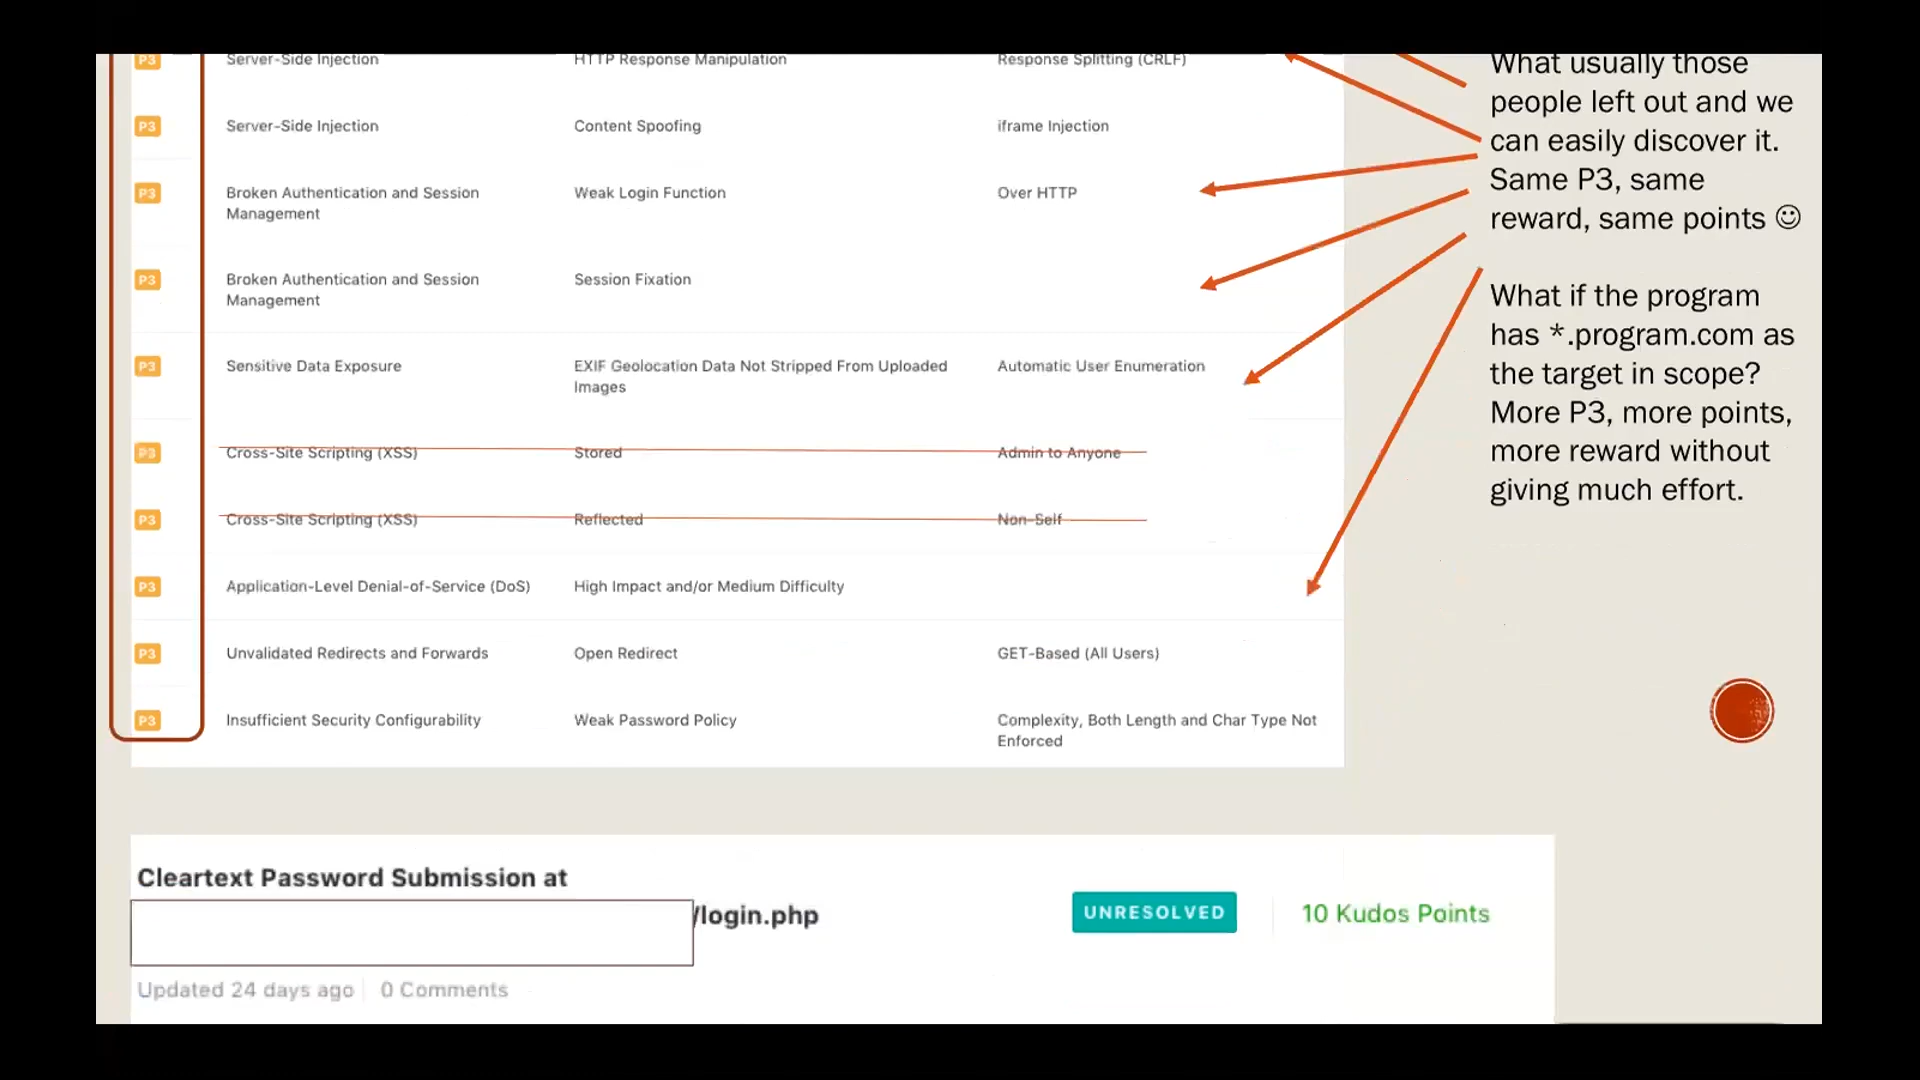 P3 Server-Side Injection HTTP Response Manipulation Response Splitting (CRLF)
P3 Server-Side Injection Content Spoofing iframe Injection
P3 Broken Authentication and Session Weak Login Function Over HTTP
Management
P3 Broken Authentication and Session Session Fixation
Management
P3 Sensitive Data Exposure EXIF Geolocation Data Not Stripped From Uploaded Automatic User Enumeration
Images
P3 Cross-Site Scripting (XSS) Stored Admin to Anyone
P3 Cross-Site Scripting (XSS) Reflected Non-Self
P3 Application-Level Denial-of-Service (DoS) High Impact and/or Medium Difficulty
P3 Unvalidated Redirects and Forwards Open Redirect GET-Based (All Users)
P3 Insufficient Security Configurability Weak Password Policy Complexity, Both Length and Char Type Not
Enforced
What usually those
people left out and we
can easily discover it.
Same P3, same
reward, same points ☺
What if the program
has *.program.com as
the target in scope?
More P3, more points,
more reward without
giving much effort.
Cleartext Password Submission at
/login.php
UNRESOLVED
10 Kudos Points
Updated 24 days ago 0 Comments